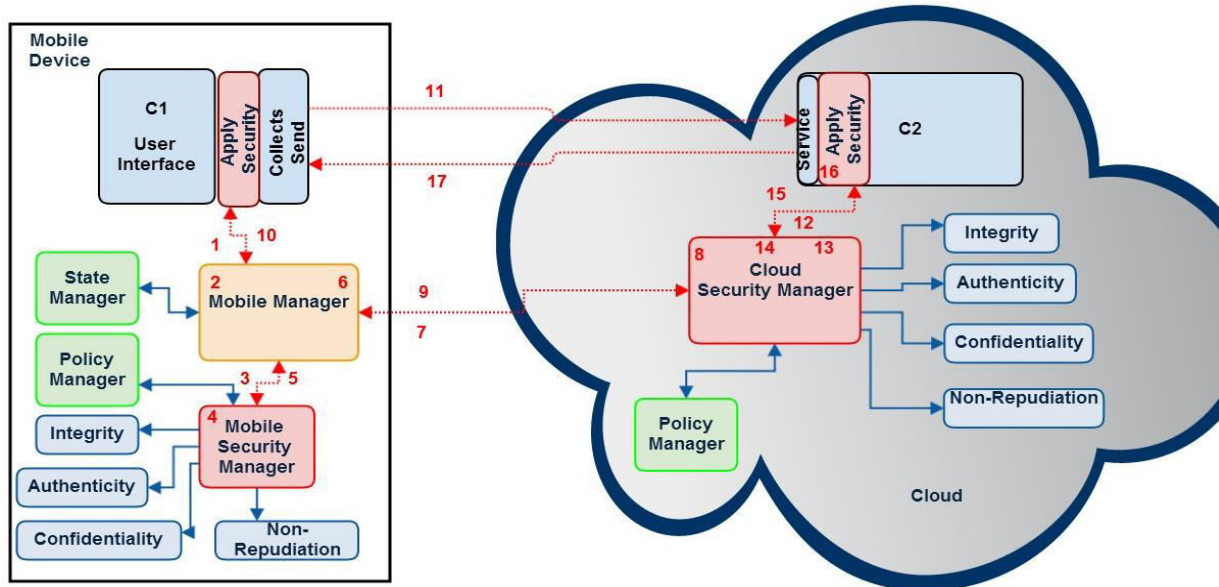 Mobile
Device
C1
User
Interface
Apply
Security
Collects
Send
11
17
1
10
State
Manager
2
6
Mobile Manager
9
7
Policy
Manager
3
5
4
Mobile
Security
Manager
Integrity
Authenticity
Confidentiality
Non-
Repudiation
Service
Apply
Security
16
C2
15
12
8
14
13
Cloud
Security Manager
Integrity
Authenticity
Confidentiality
Non-Repudiation
Policy
Manager
Cloud